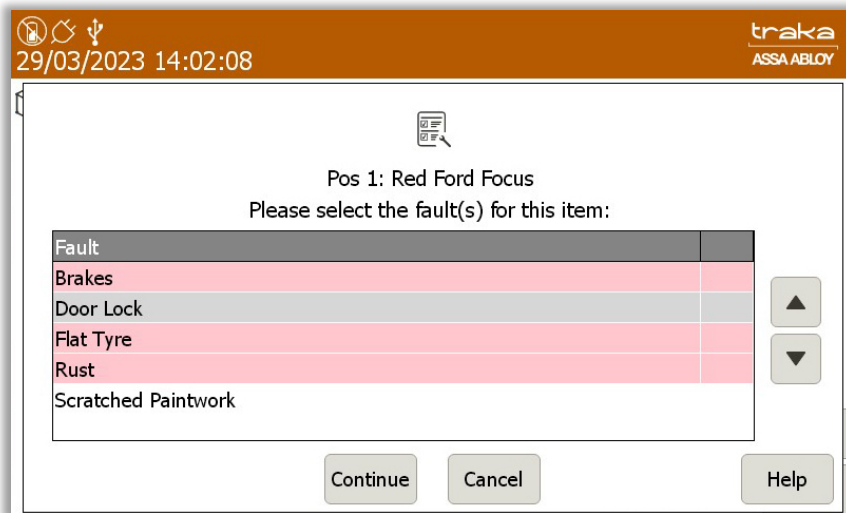 29/03/2023 14:02:08
traka
ASSA ABLOY
Pos 1: Red Ford Focus
Please select the fault(s) for this item:
Fault
Brakes
Door Lock
Flat Tyre
Rust
Scratched Paintwork
Continue
Cancel
Help